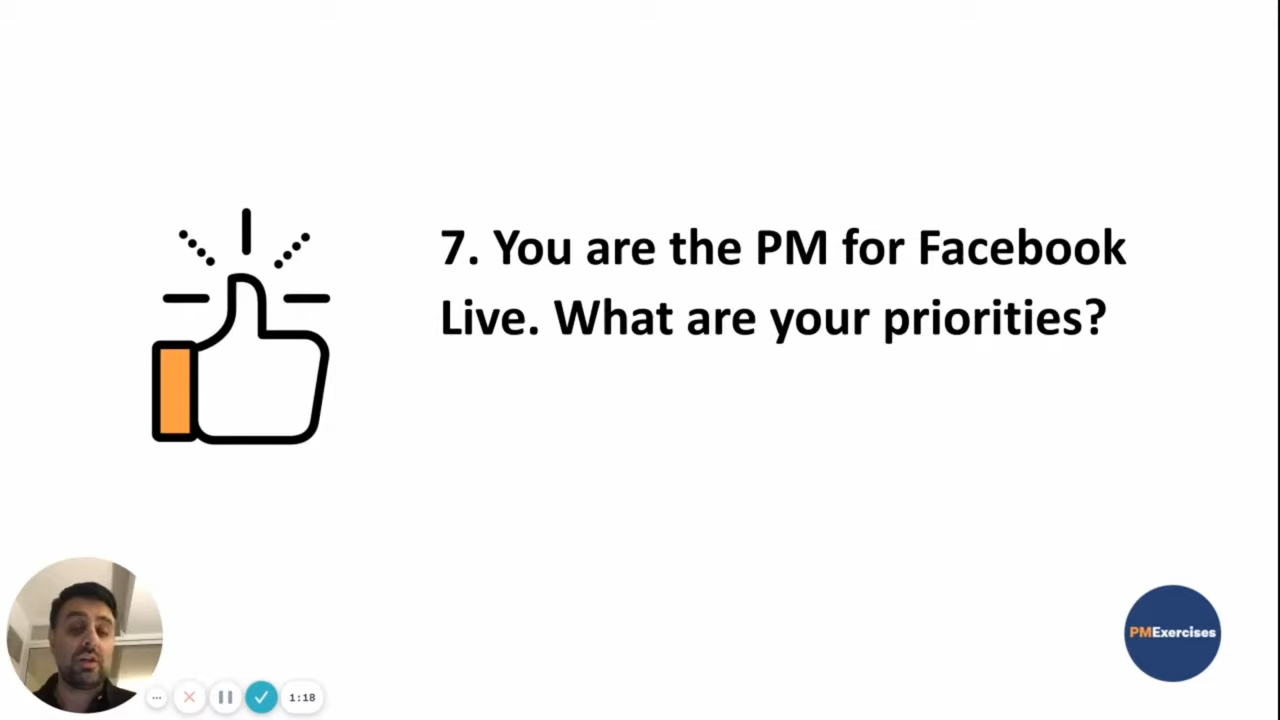 7. You are the PM for Facebook
Live. What are your priorities?
PMExercises
1:18